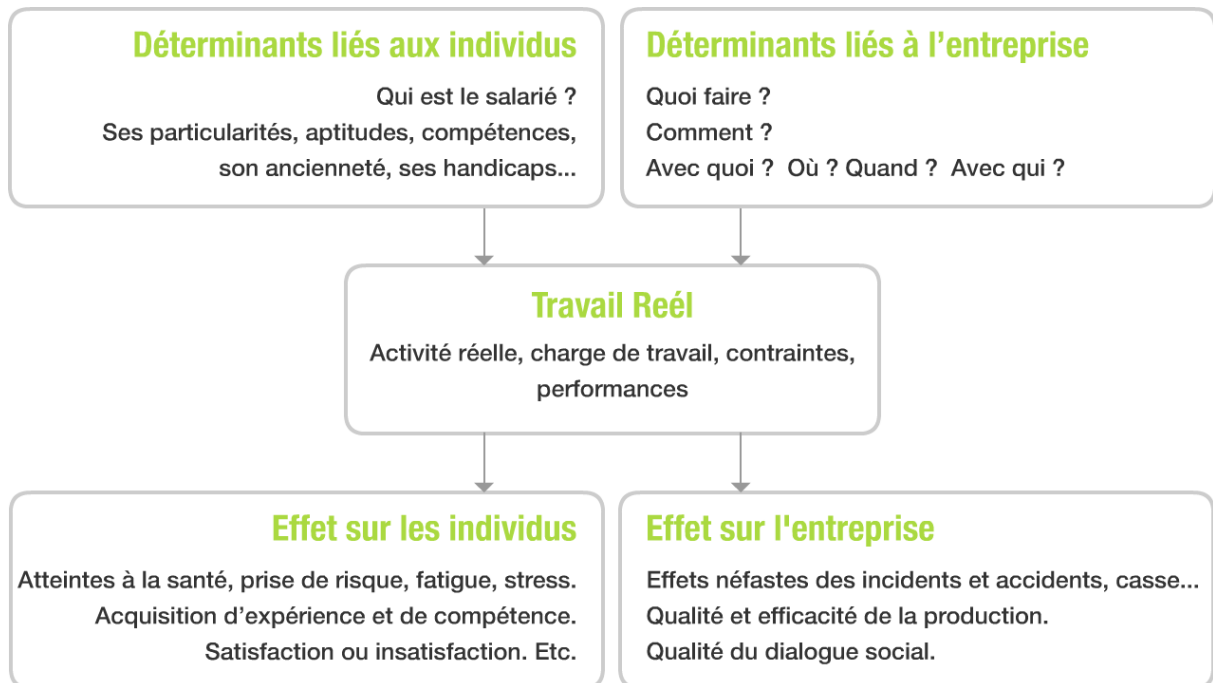 Déterminants liés aux individus
Qui est le salarié ?
Ses particularités, aptitudes, compétences,
son ancienneté, ses handicaps...
Déterminants liés à l’entreprise
Quoi faire ?
Comment ?
Avec quoi ?  Où ? Quand ?  Avec qui ?
Travail Reél
Activité réelle, charge de travail, contraintes,
performances
Effet sur les individus
Atteintes à la santé, prise de risque, fatigue, stress.
Acquisition d’expérience et de compétence.
Satisfaction ou insatisfaction. Etc.
Effet sur l'entreprise
Effets néfastes des incidents et accidents, casse...
Qualité et efficacité de la production.
Qualité du dialogue social.